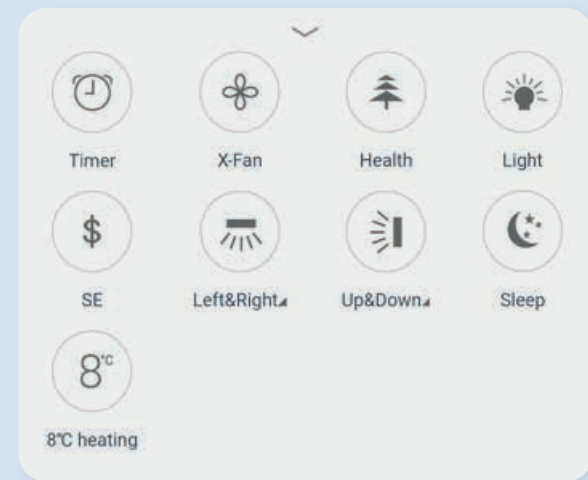 Timer
X-Fan
Health
Light
$
SE
Left&Right
Up&Down
Sleep
8℃
8℃ heating